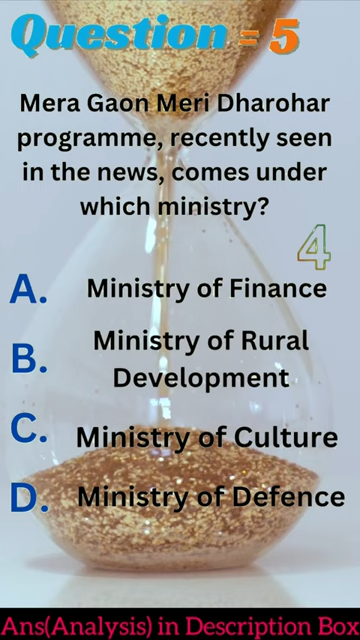 Question = 5
Mera Gaon Meri Dharohar
programme, recently seen
in the news, comes under
which ministry?
4
A. Ministry of Finance
B. Ministry of Rural
Development
C. Ministry of Culture
D. Ministry of Defence
Ans(Analysis) in Description Box